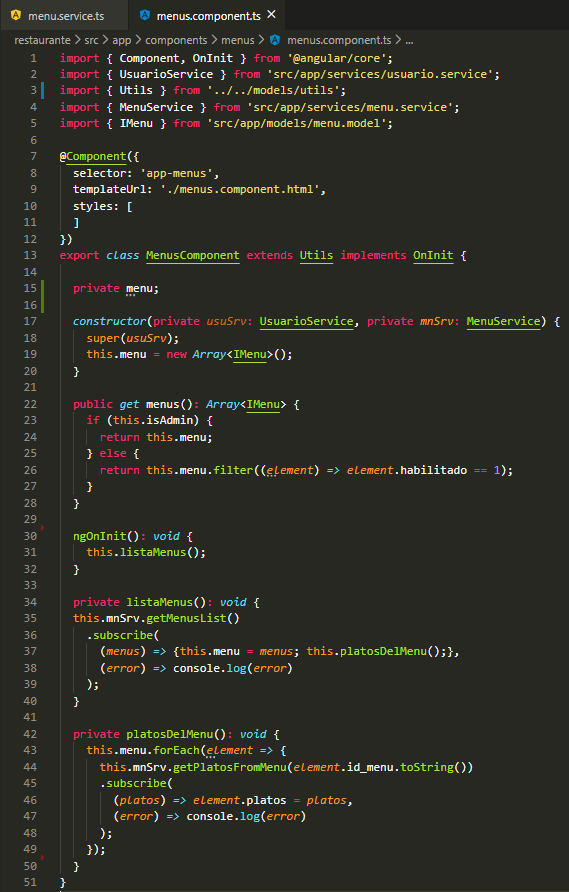 menu.service.ts menus.component.ts ✕
restaurante > src > app > components > menus > menus.component.ts > ...
1 import { Component, OnInit } from '@angular/core';
2 import { UsuarioService } from 'src/app/services/usuario.service';
3 import { Utils } from '../../models/utils';
4 import { MenuService } from 'src/app/services/menu.service';
5 import { IMenu } from 'src/app/models/menu.model';
6
7 @Component({
8 selector: 'app-menus',
9 templateUrl: './menus.component.html',
10 styles: [
11 ]
12 })
13 export class MenusComponent extends Utils implements OnInit {
14
15 private menu;
16
17 constructor(private usuSrv: UsuarioService, private mnSrv: MenuService) {
18 super(usuSrv);
19 this.menu = new Array<IMenu>();
20 }
21
22 public get menus(): Array<IMenu> {
23 if (this.isAdmin) {
24 return this.menu;
25 } else {
26 return this.menu.filter((element) => element.habilitado == 1);
27 }
28 }
29
30 ngOnInit(): void {
31 this.listaMenus();
32 }
33
34 private listaMenus(): void {
35 this.mnSrv.getMenusList()
36 .subscribe(
37 (menus) => {this.menu = menus; this.platosDelMenu();},
38 (error) => console.log(error)
39 );
40 }
41
42 private platosDelMenu(): void {
43 this.menu.forEach(element => {
44 this.mnSrv.getPlatosFromMenu(element.id_menu.toString())
45 .subscribe(
46 (platos) => element.platos = platos,
47 (error) => console.log(error)
48 );
49 });
50 }
51 }